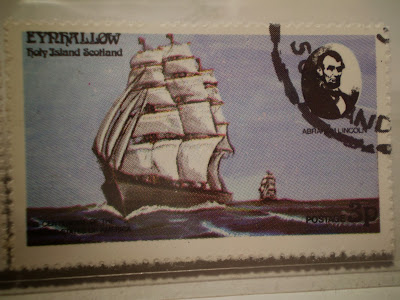 EYNHALLOW
Holy Island Scotland
ABRAHAM LINCOLN
POSTAGE 3p